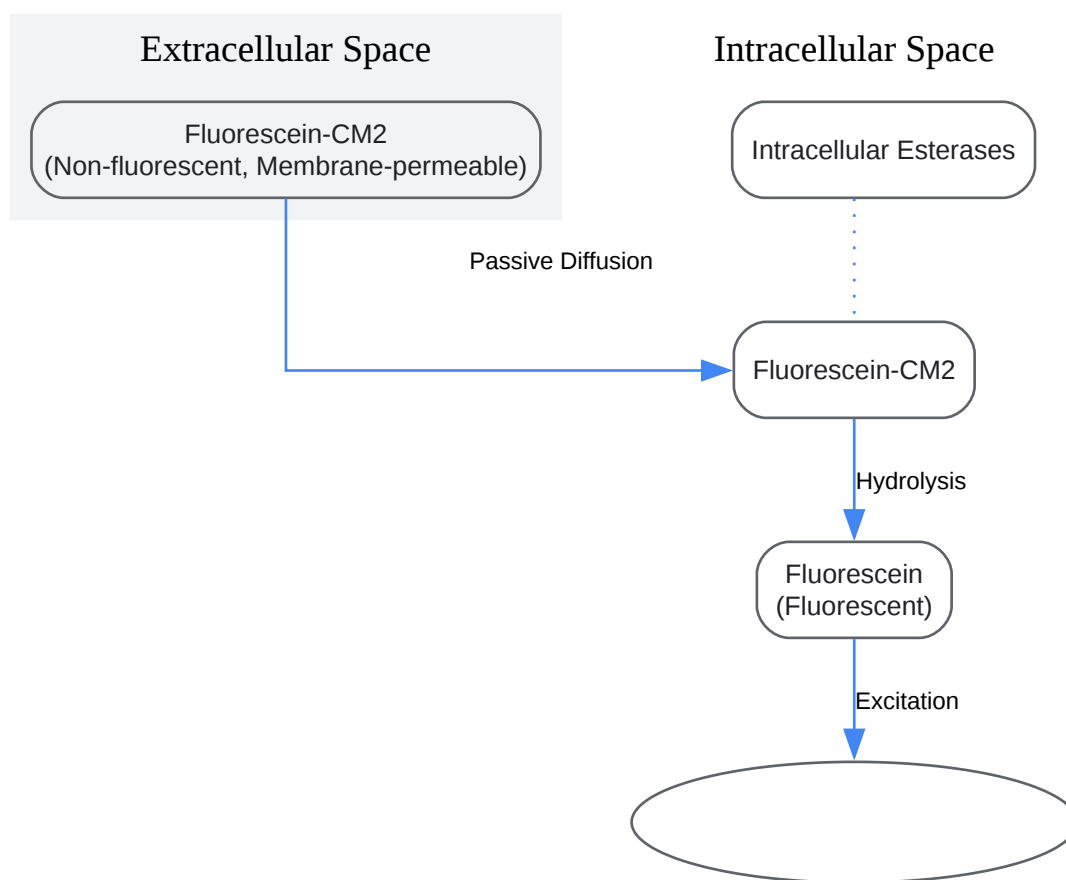 Extracellular Space
Intracellular Space
Fluorescein-CM2
(Non-fluorescent, Membrane-permeable)
Intracellular Esterases
Passive Diffusion
Fluorescein-CM2
Hydrolysis
Fluorescein
(Fluorescent)
Excitation